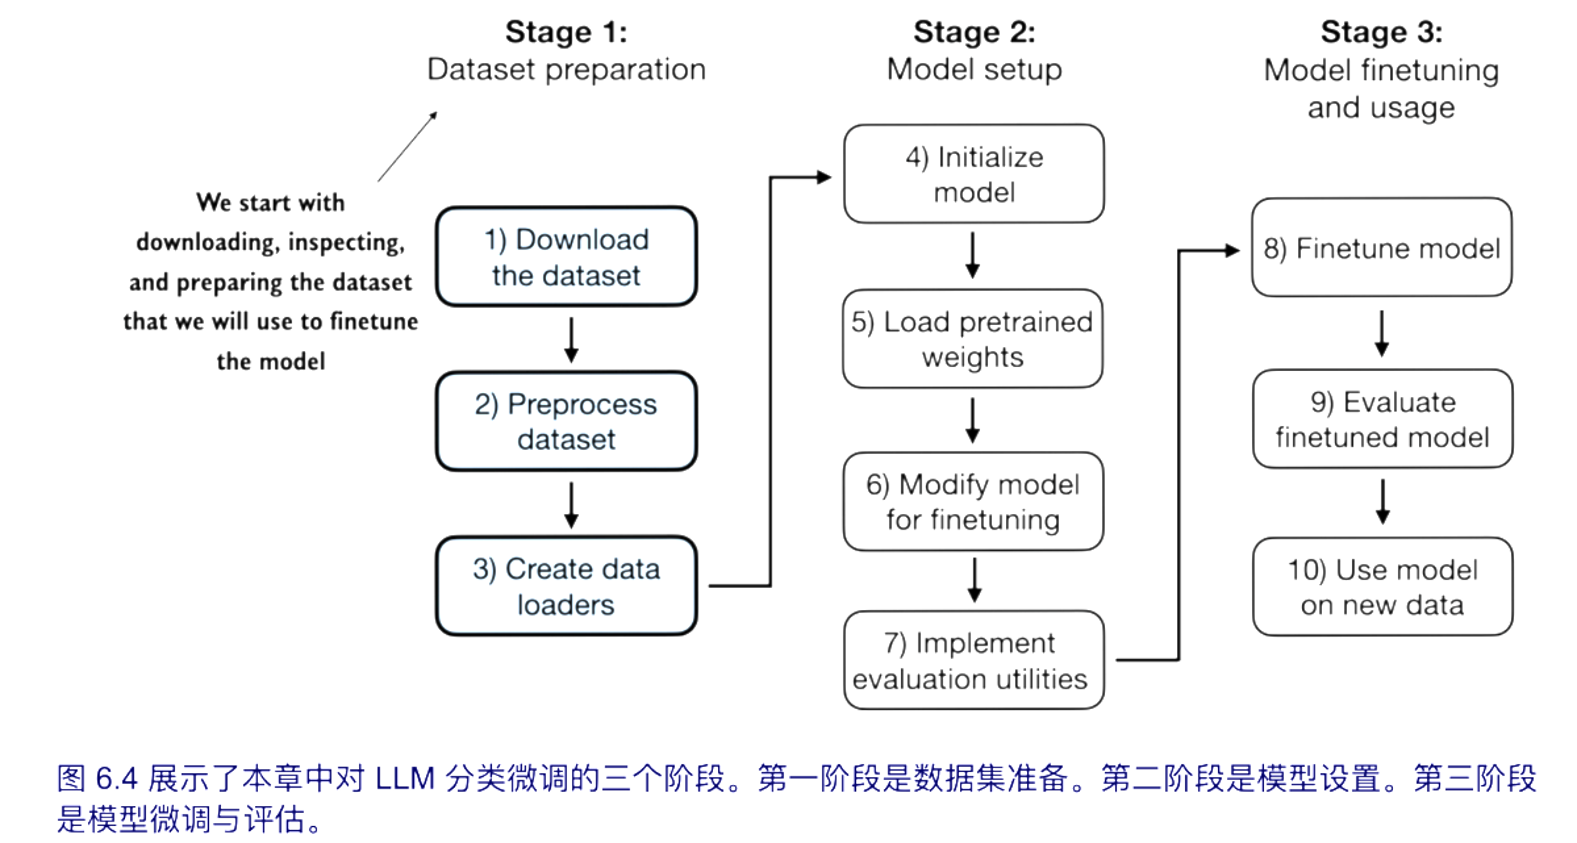 Stage 1:
Dataset preparation
We start with
downloading, inspecting,
and preparing the dataset
that we will use to finetune
the model
1) Download
the dataset
2) Preprocess
dataset
3) Create data
loaders
Stage 2:
Model setup
4) Initialize
model
5) Load pretrained
weights
6) Modify model
for finetuning
7) Implement
evaluation utilities
Stage 3:
Model finetuning
and usage
8) Finetune model
9) Evaluate
finetuned model
10) Use model
on new data
图 6.4 展示了本章中对 LLM 分类微调的三个阶段。第一阶段是数据集准备。第二阶段是模型设置。第三阶段
是模型微调与评估。